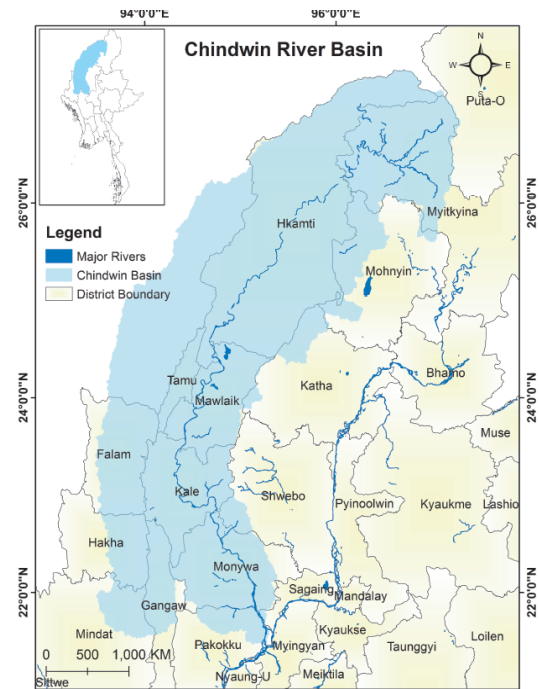 94°0'0"E
96°0'0"E
Chindwin River Basin
N
W
E
S
Puta-O
26°0'0"N
26°0'0"N
Myitkyina
Hkamti
Legend
Major Rivers
Chindwin Basin
District Boundary
Mohnyin
24°0'0"N
24°0'0"N
Tamu
Mawlaik
Katha
Bhamo
Muse
Falam
Kale
Shwebo
Pyinoolwin
Kyaukme
Lashio
Hakha
Monywa
22°0'0"N
22°0'0"N
Sagaing
Mandalay
Gangaw
Mindat
Kyaukse
Pakokku
Myingyan
Taunggyi
Loilen
0 500 1,000 KM
Nyaung-U
Meiktila
Sittwe